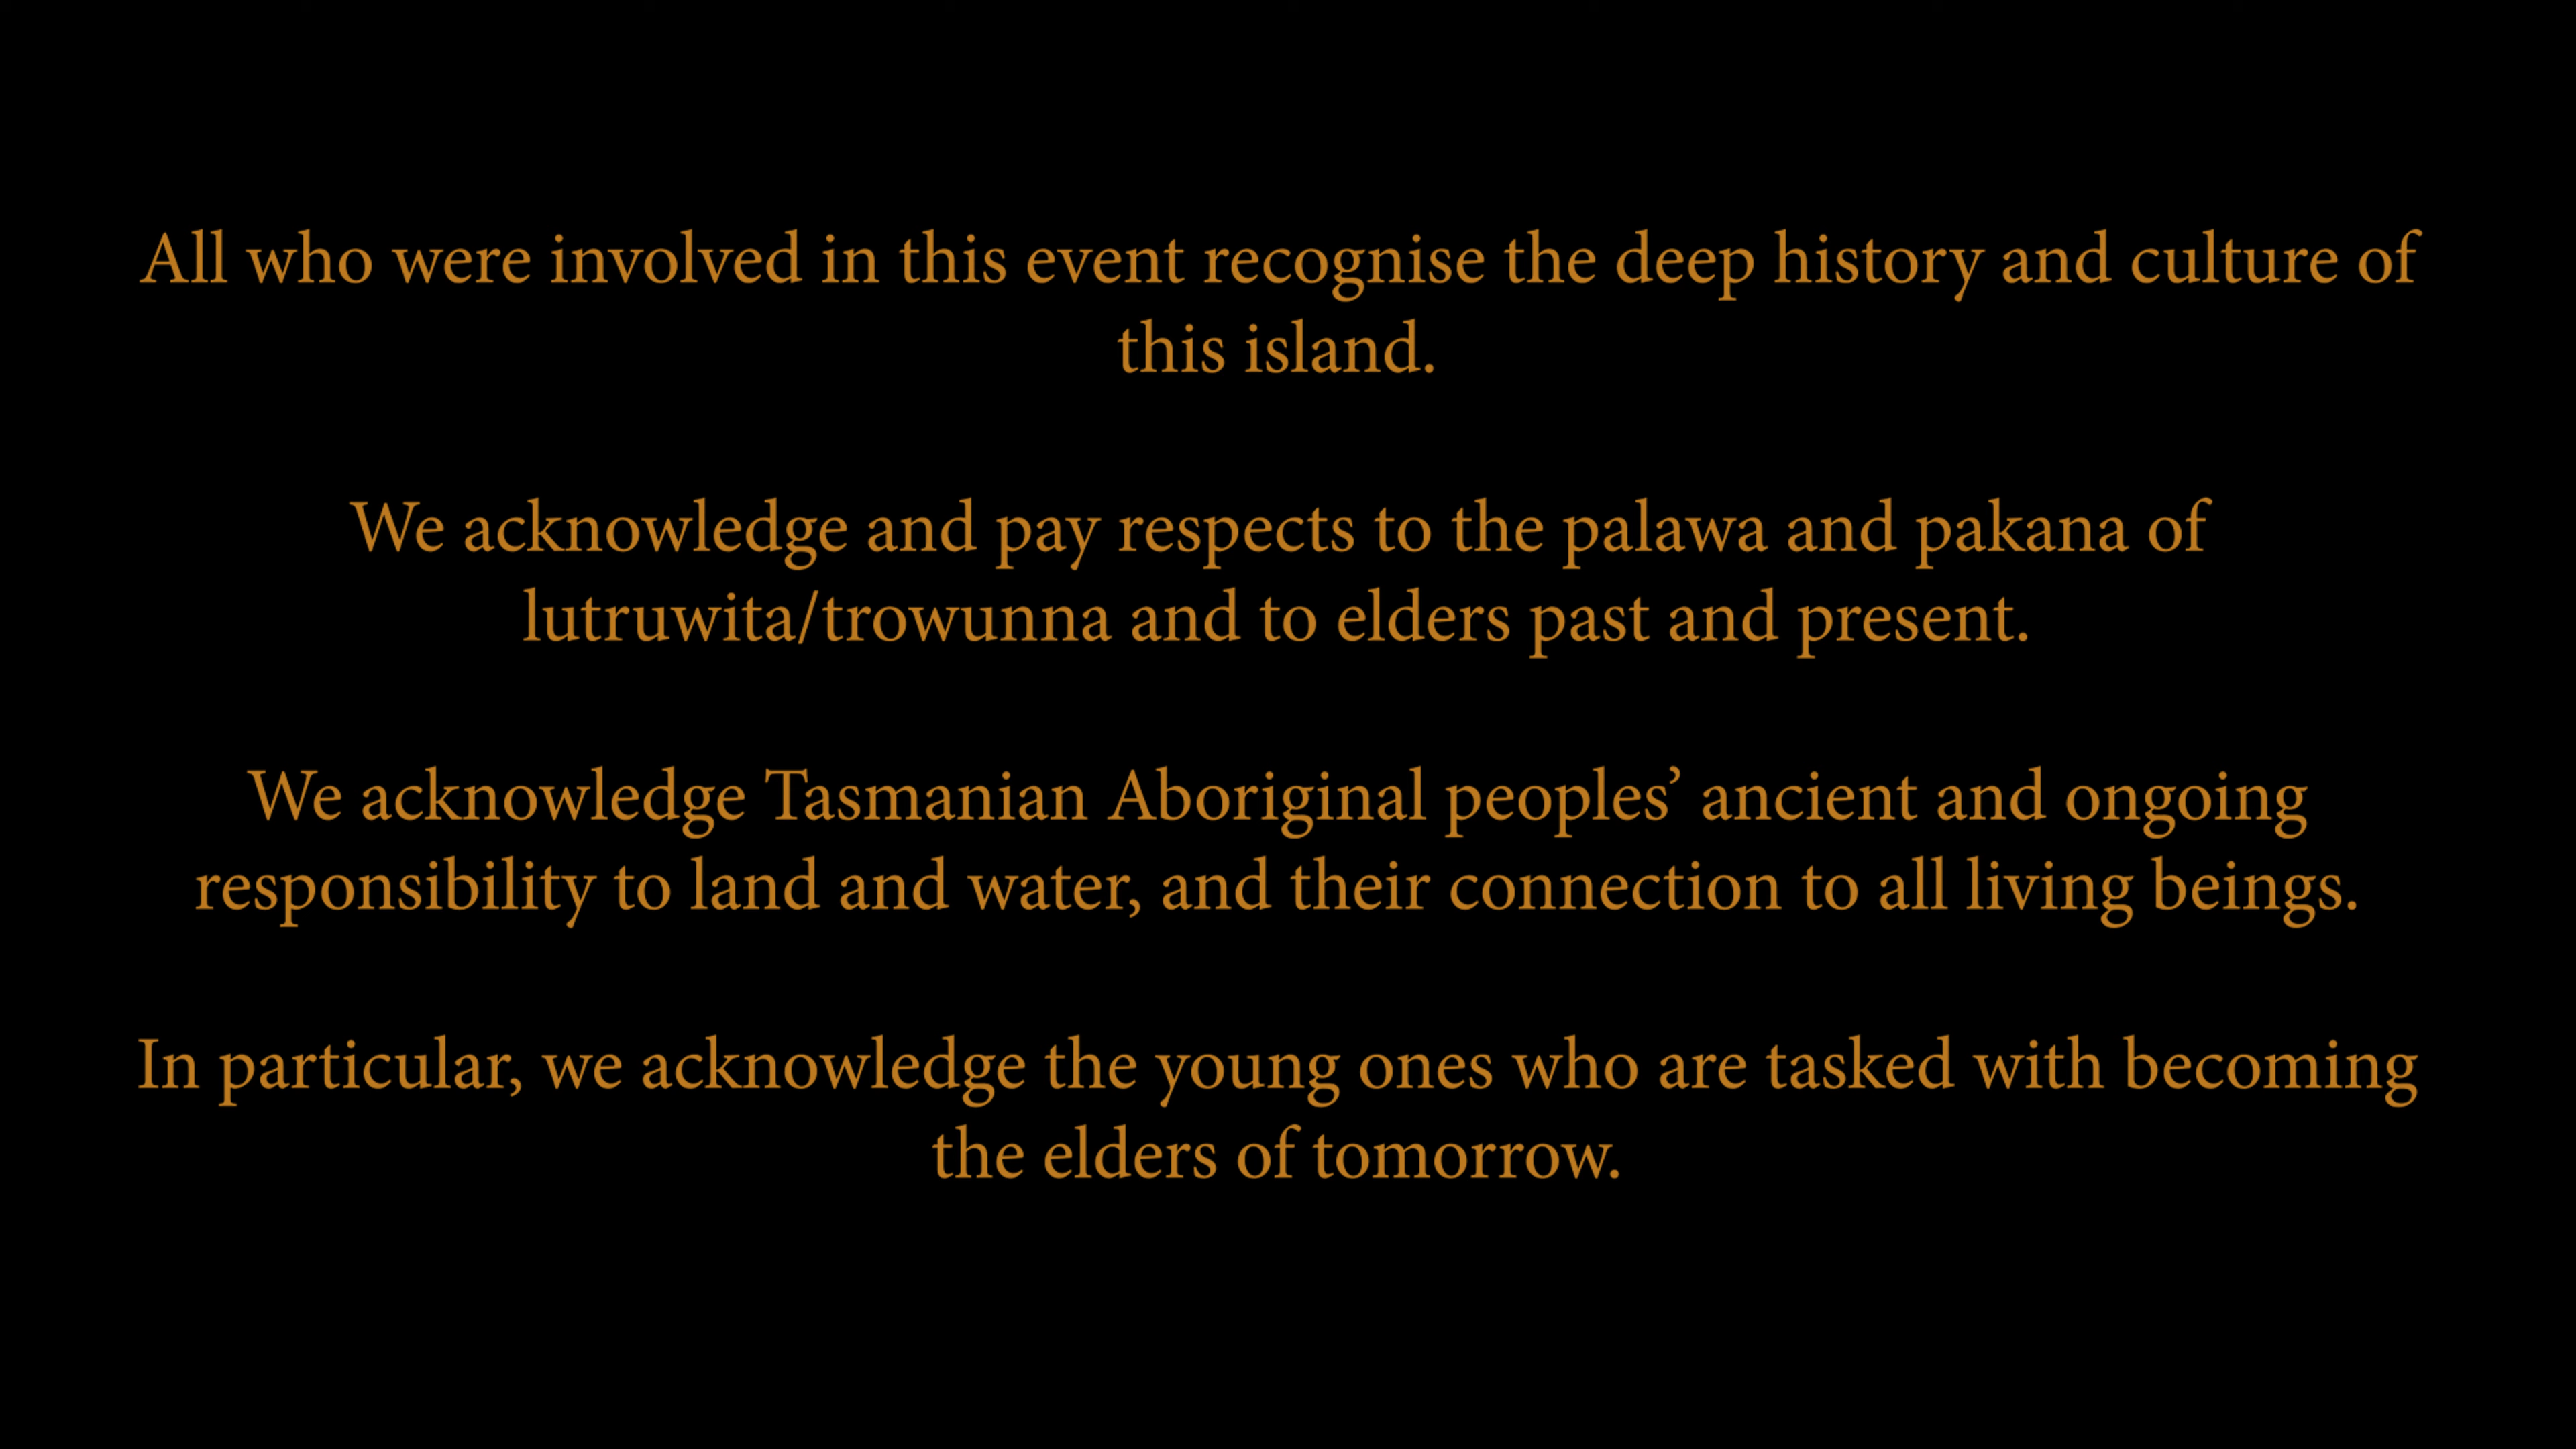 All who were involved in this event recognise the deep history and culture of
this island.
We acknowledge and pay respects to the palawa and pakana of
lutruwita/trowunna and to elders past and present.
We acknowledge Tasmanian Aboriginal peoples’ ancient and ongoing
responsibility to land and water, and their connection to all living beings.
In particular, we acknowledge the young ones who are tasked with becoming
the elders of tomorrow.